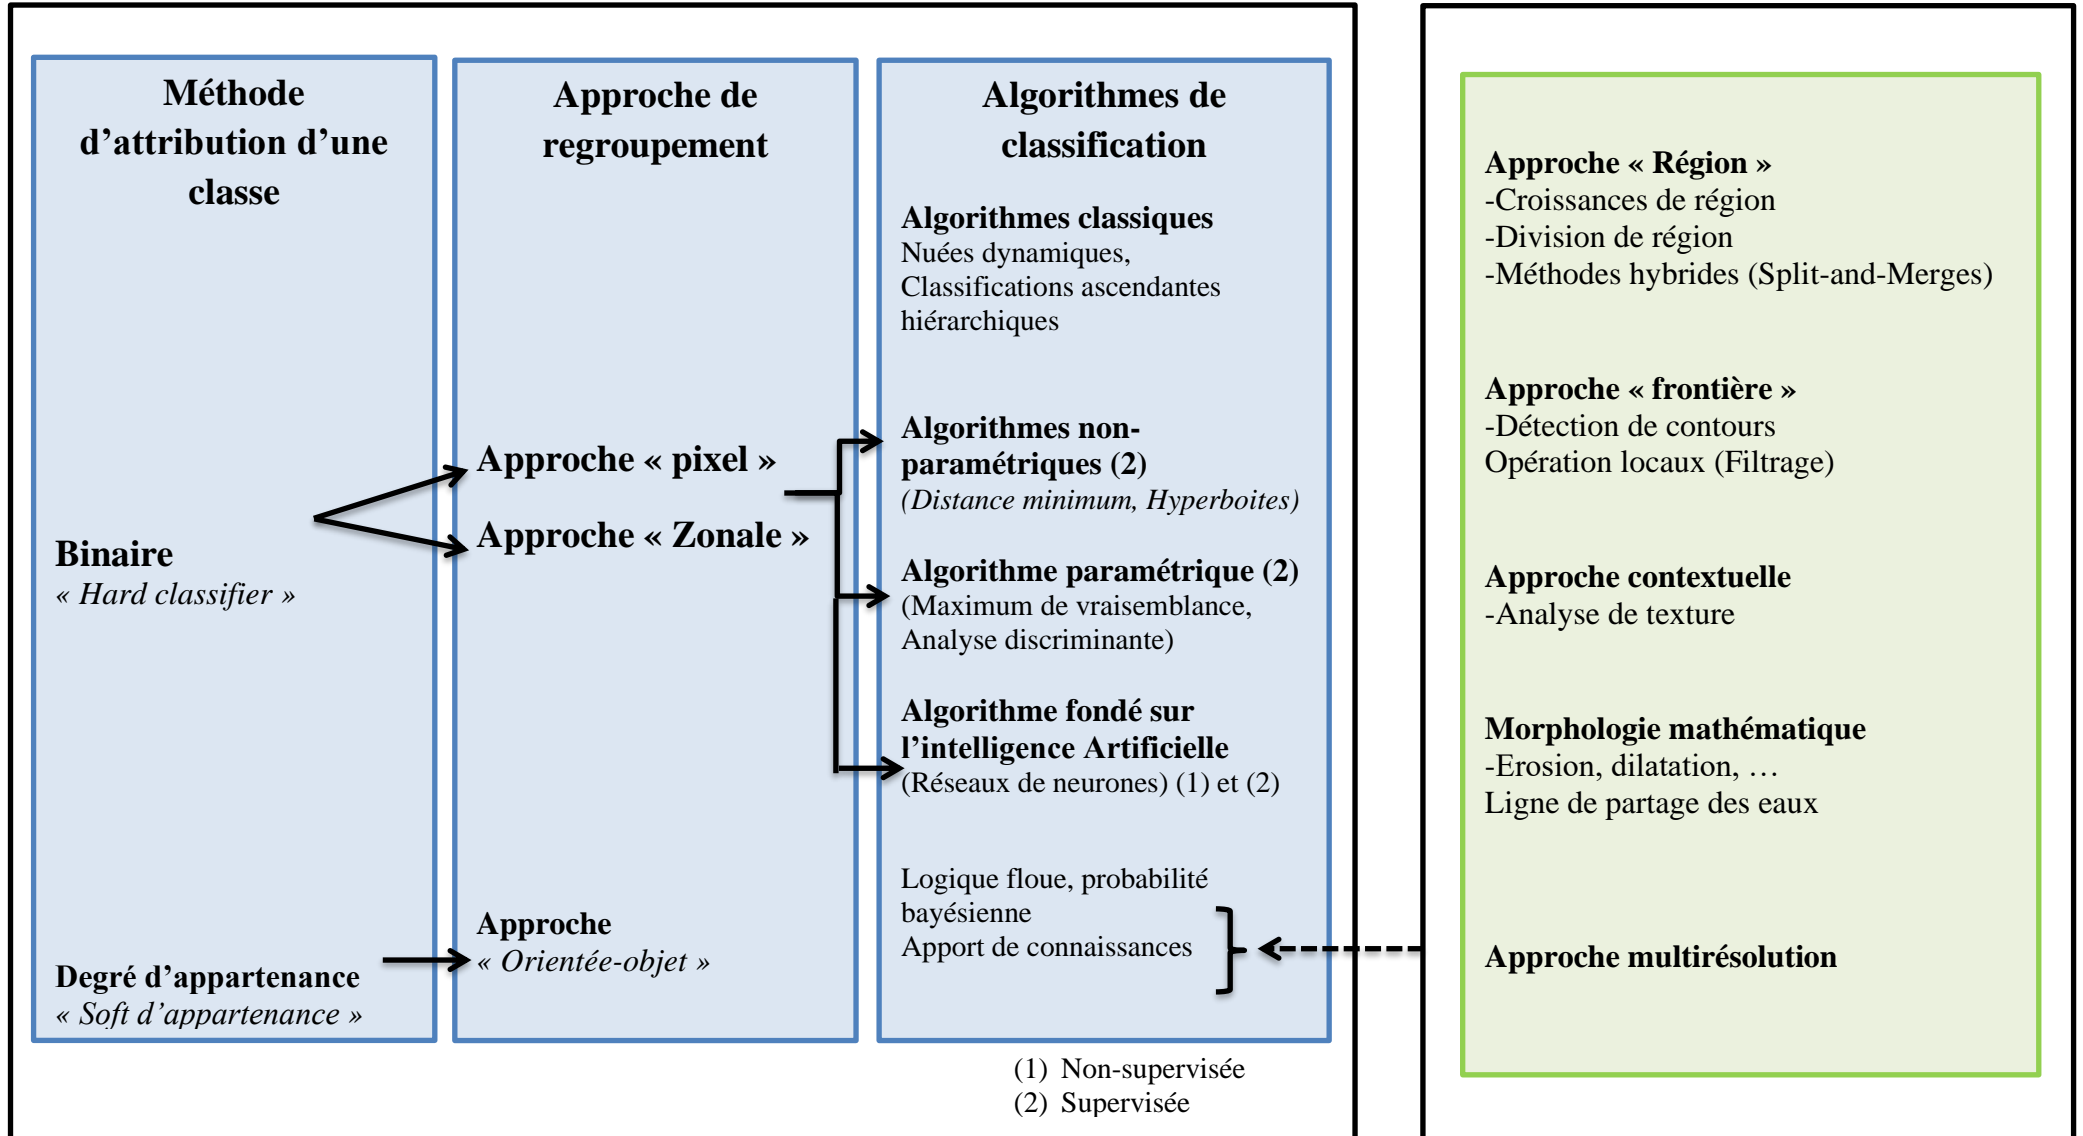 Méthode
d’attribution d’une
classe
Binaire
« Hard classifier »
Degré d’appartenance
« Soft d’appartenance »
Approche de
regroupement
Approche « pixel »
Approche « Zonale »
Approche
« Orientée-objet »
Algorithmes de
classification
Algorithmes classiques
Nuées dynamiques,
Classifications ascendantes
hiérarchiques
Algorithmes non-
paramétriques (2)
(Distance minimum, Hyperboites)
Algorithme paramétrique (2)
(Maximum de vraisemblance,
Analyse discriminante)
Algorithme fondé sur
l’intelligence Artificielle
(Réseaux de neurones) (1) et (2)
Logique floue, probabilité
bayésienne
Apport de connaissances
(1) Non-supervisée
(2) Supervisée
Approche « Région »
-Croissances de région
-Division de région
-Méthodes hybrides (Split-and-Merges)
Approche « frontière »
-Détection de contours
Opération locaux (Filtrage)
Approche contextuelle
-Analyse de texture
Morphologie mathématique
-Erosion, dilatation, …
Ligne de partage des eaux
Approche multirésolution